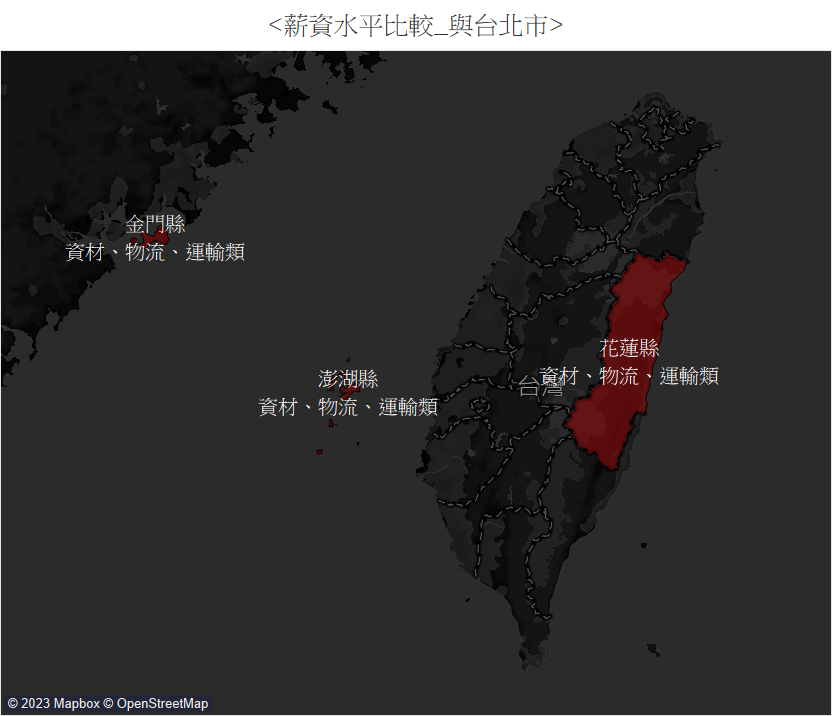 <薪資水平比較_與台北市>
金門縣
資材、物流、運輸類
花蓮縣
資材、物流、運輸類
台灣
澎湖縣
資材、物流、運輸類
© 2023 Mapbox © OpenStreetMap